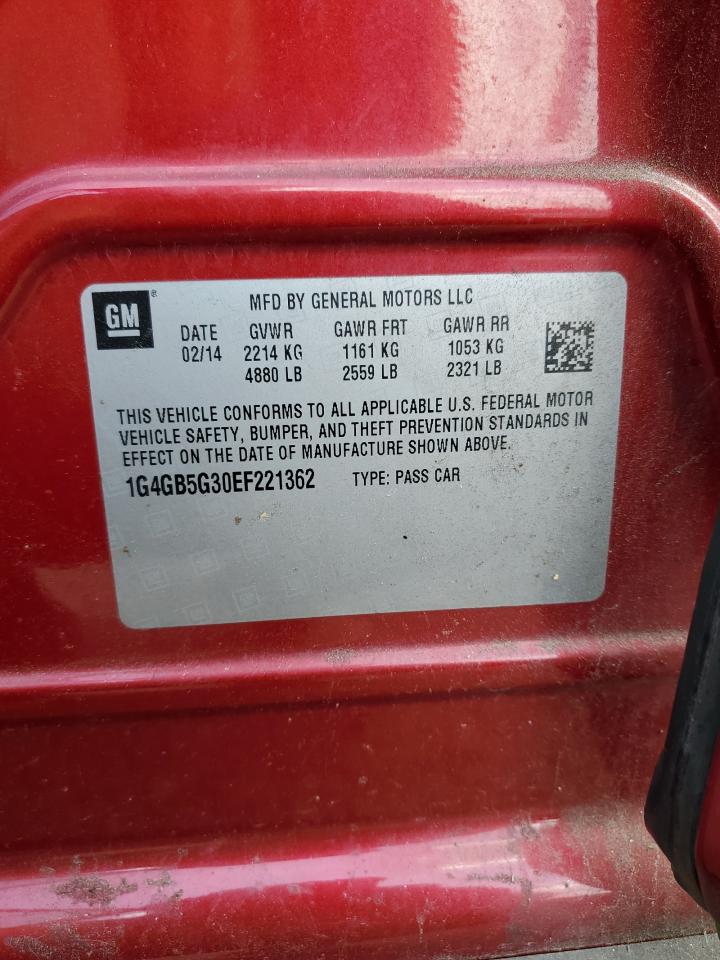 GM ®
MFD BY GENERAL MOTORS LLC
DATE GVWR GAWR FRT GAWR RR
02/14 2214 KG 1161 KG 1053 KG
4880 LB 2559 LB 2321 LB
THIS VEHICLE CONFORMS TO ALL APPLICABLE U.S. FEDERAL MOTOR
VEHICLE SAFETY, BUMPER, AND THEFT PREVENTION STANDARDS IN
EFFECT ON THE DATE OF MANUFACTURE SHOWN ABOVE.
1G4GB5G30EF221362 TYPE: PASS CAR